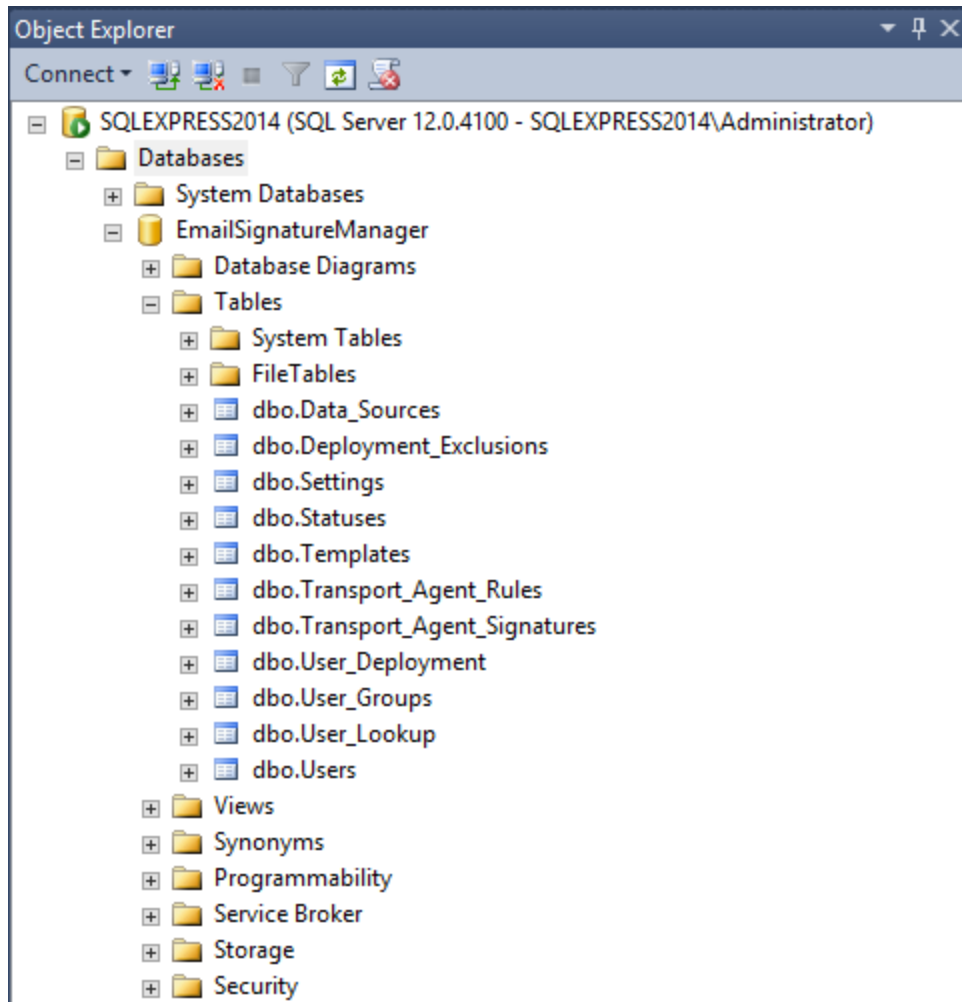 Object Explorer
Connect
SQLEXPRESS2014 (SQL Server 12.0.4100 - SQLEXPRESS2014\Administrator)
Databases
System Databases
EmailSignatureManager
Database Diagrams
Tables
System Tables
FileTables
dbo.Data_Sources
dbo.Deployment_Exclusions
dbo.Settings
dbo.Statuses
dbo.Templates
dbo.Transport_Agent_Rules
dbo.Transport_Agent_Signatures
dbo.User_Deployment
dbo.User_Groups
dbo.User_Lookup
dbo.Users
Views
Synonyms
Programmability
Service Broker
Storage
Security